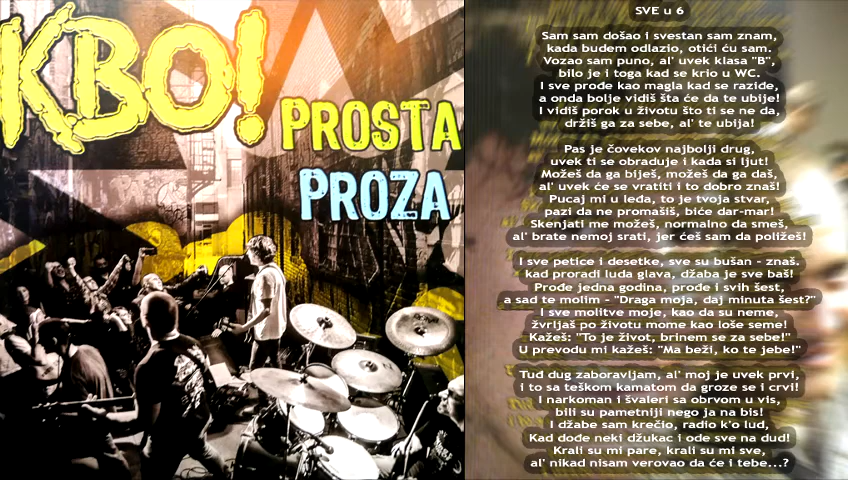 KBO!
PROSTA
PROZA
SVE u 6
Sam sam došao i svestan sam znam,
kada budem odlazio, otići ću sam.
Vozao sam puno, al' uvek klasa "B",
bilo je i toga kad se krio u WC.
I sve prođe kao magla kad se raziđe,
a onda bolje vidiš šta će da te ubije!
I vidiš porok u životu što ti se ne da,
držiš ga za sebe, al' te ubija!
Pas je čovekov najbolji drug,
uvek ti se obraduje i kada si ljut!
Možeš da ga biješ, možeš da ga daš,
al' uvek će se vratiti i to dobro znaš!
Pucaj mi u leđa, to je tvoja stvar,
pazi da ne promašiš, biće dar-mar!
Skenjati me možeš, normalno da smeš,
al' brate nemoj srati, jer ćeš sam da poližeš!
I sve petice i desetke, sve su bušan - znaš.
kad proradi luda glava, džaba je sve baš!
Prođe jedna godina, prođe i svih šest,
a sad te molim - "Draga moja, daj minuta šest?"
I sve molitve moje, kao da su neme,
žvrljaš po životu mome kao loše seme!
Kažeš: "To je život, brinem se za sebe!"
U prevodu mi kažeš: "Ma beži, ko te jebe!"
Tuđ dug zaboravljam, al' moj je uvek prvi,
i to sa teškom kamatom da groze se i crvi!
I narkoman i švaleri sa obrvom u vis,
bili su pametniji nego ja na bis!
I džabe sam krečio, radio k'o lud,
Kad dođe neki džukac i ode sve na dud!
Krali su mi pare, krali su mi sve,
al' nikad nisam verovao da će i tebe...?